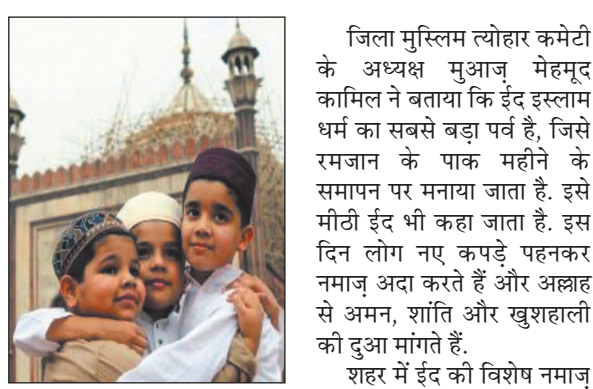 जिला मुस्लिम त्योहार कमेटी
के अध्यक्ष मुआज़ मेहमूद
कामिल ने बताया कि ईद इस्लाम
धर्म का सबसे बड़ा पर्व है, जिसे
रमजान के पाक महीने के
समापन पर मनाया जाता है. इसे
मीठी ईद भी कहा जाता है. इस
दिन लोग नए कपड़े पहनकर
नमाज़ अदा करते हैं और अल्लाह
से अमन, शांति और खुशहाली
की दुआ मांगते हैं.
शहर में ईद की विशेष नमाज़